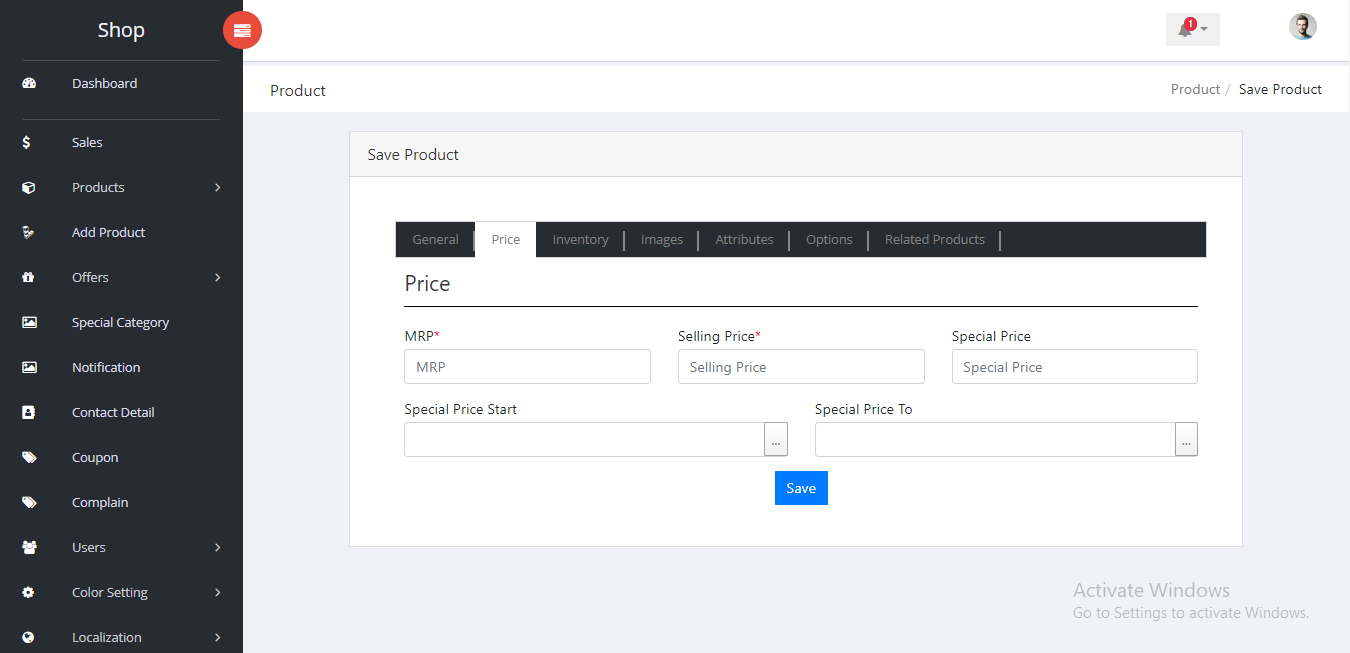 Shop
1
Product
Product / Save Product
Dashboard
Sales
Products
Add Product
Offers
Special Category
Notification
Contact Detail
Coupon
Complain
Users
Color Setting
Localization
Save Product
General Price Inventory Images Attributes Options Related Products
Price
MRP* Selling Price* Special Price
MRP Selling Price Special Price
Special Price Start Special Price To
... ...
Save
Activate Windows
Go to Settings to activate Windows.